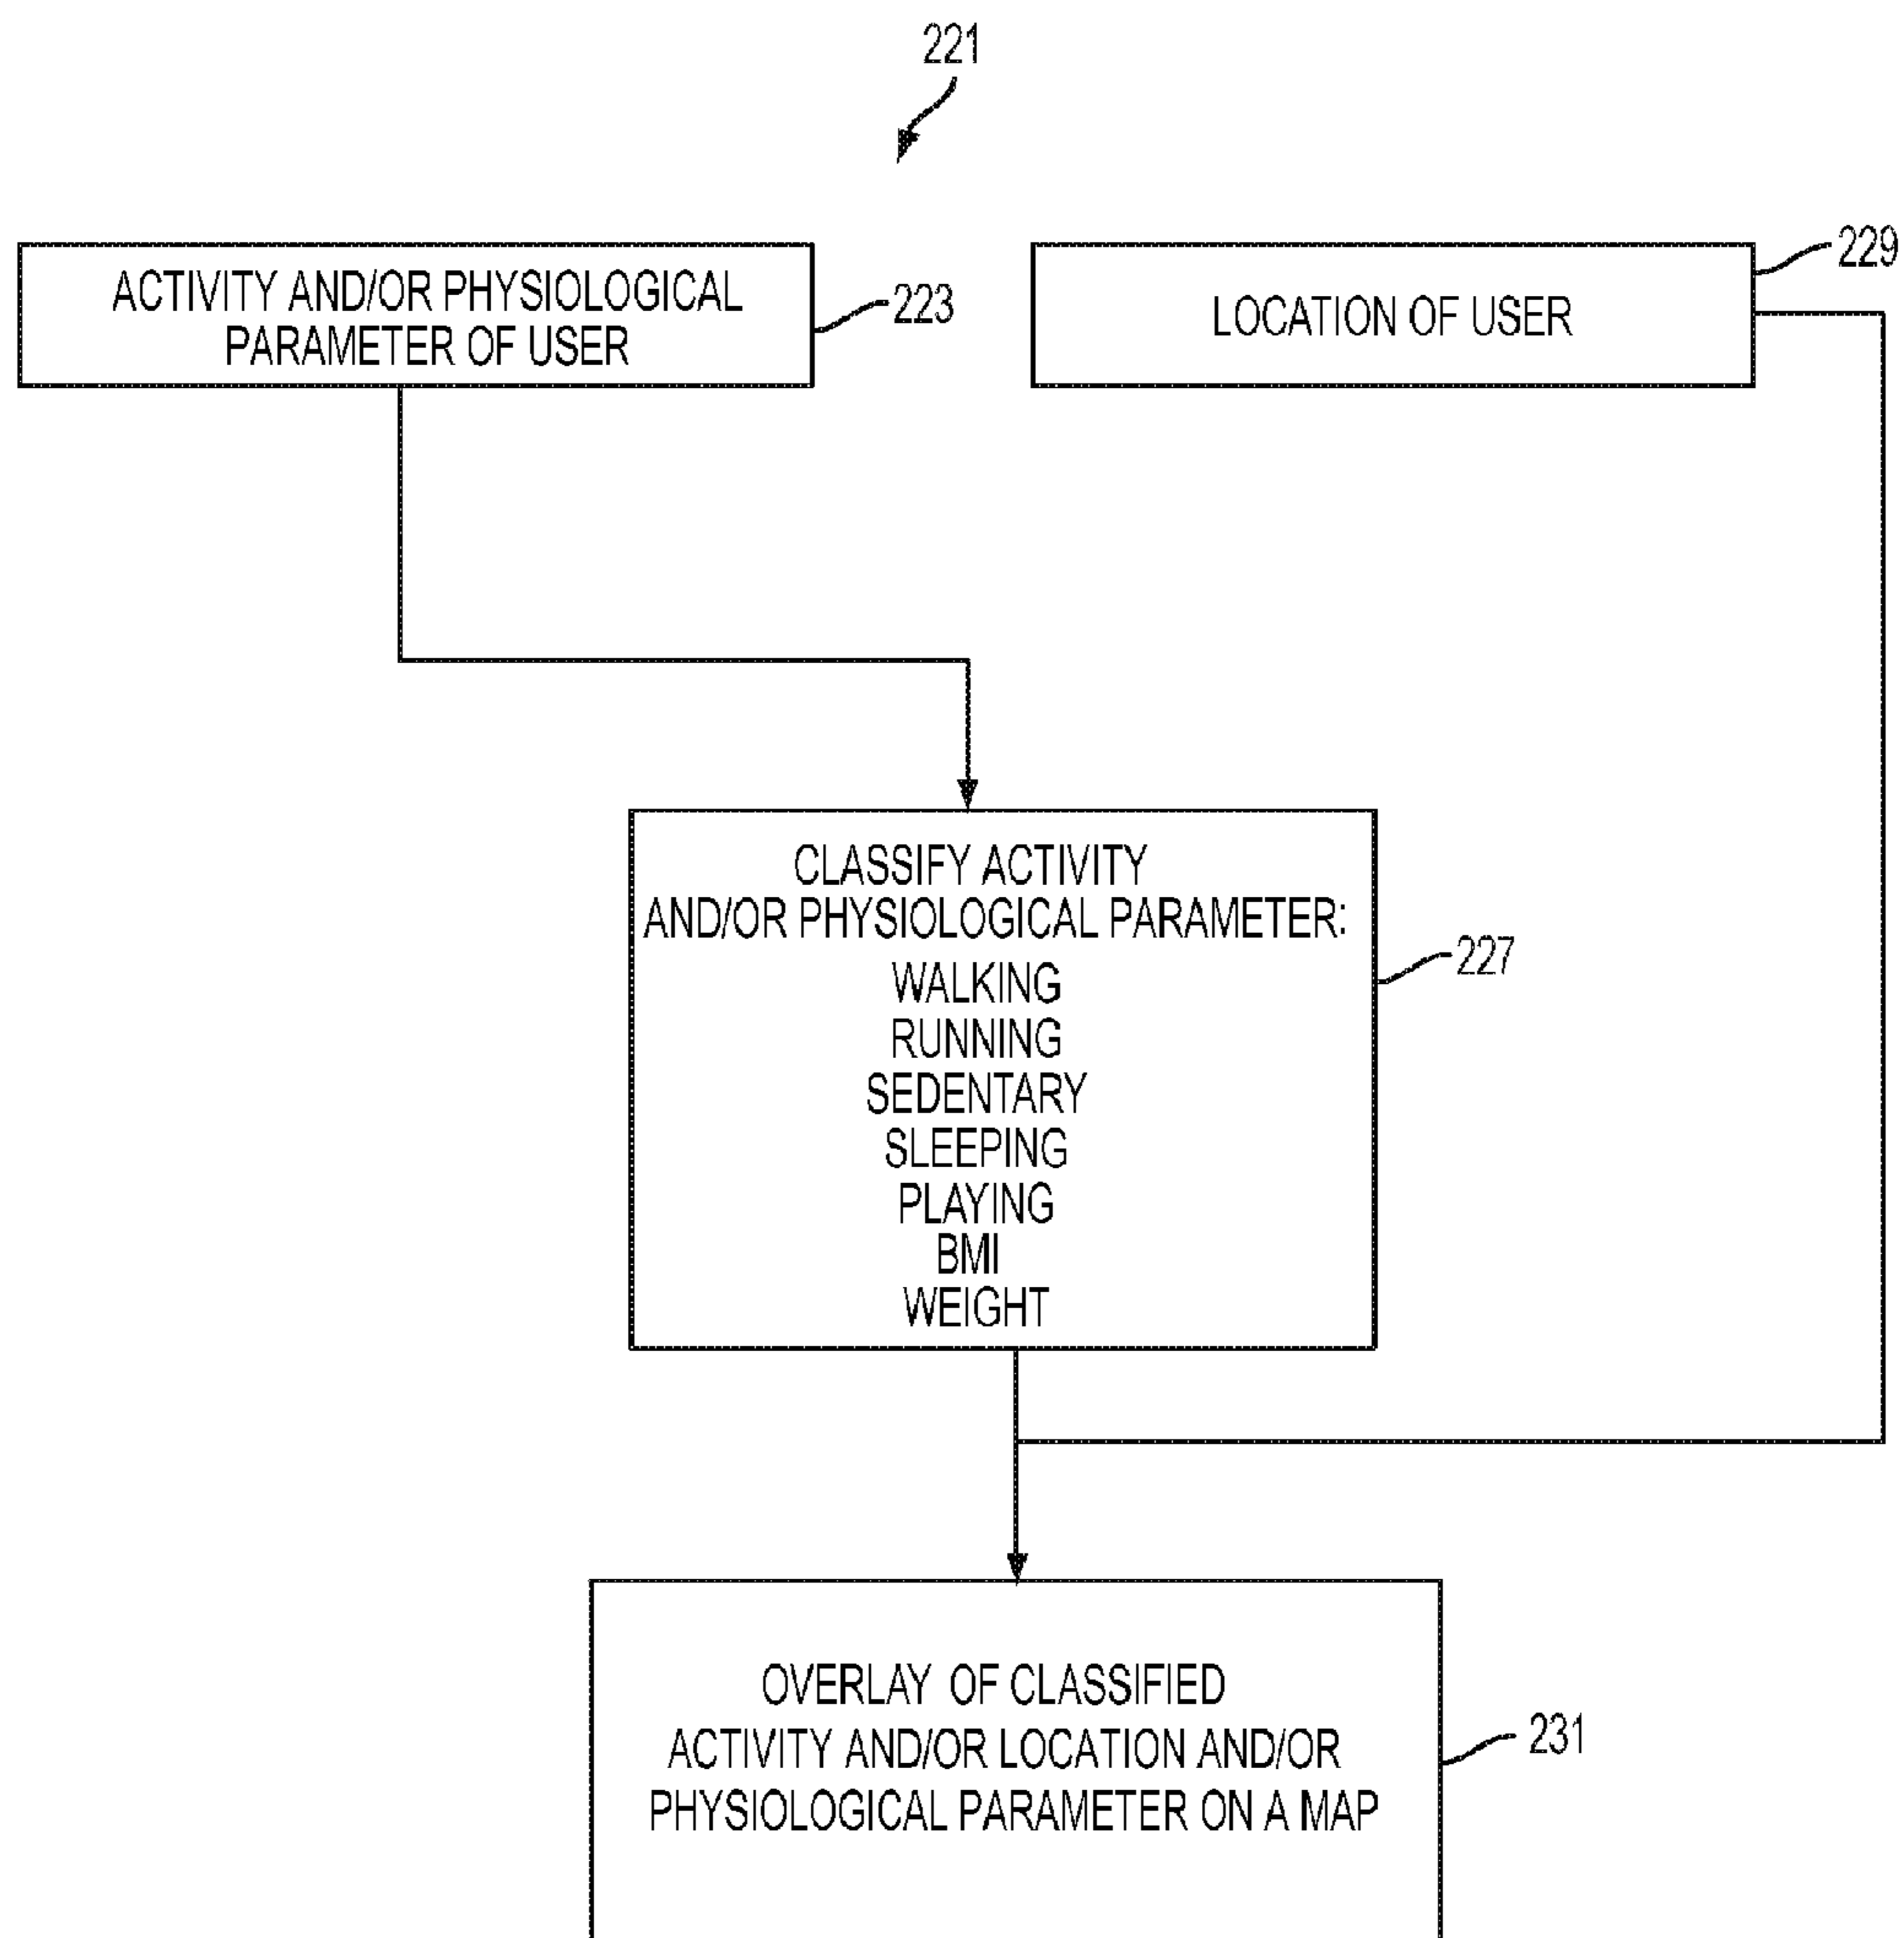 221
ACTIVITY AND/OR PHYSIOLOGICAL
PARAMETER OF USER
223
LOCATION OF USER
229
CLASSIFY ACTIVITY
AND/OR PHYSIOLOGICAL PARAMETER:
WALKING
RUNNING
SEDENTARY
SLEEPING
PLAYING
BMI
WEIGHT
227
OVERLAY OF CLASSIFIED
ACTIVITY AND/OR LOCATION AND/OR
PHYSIOLOGICAL PARAMETER ON A MAP
231